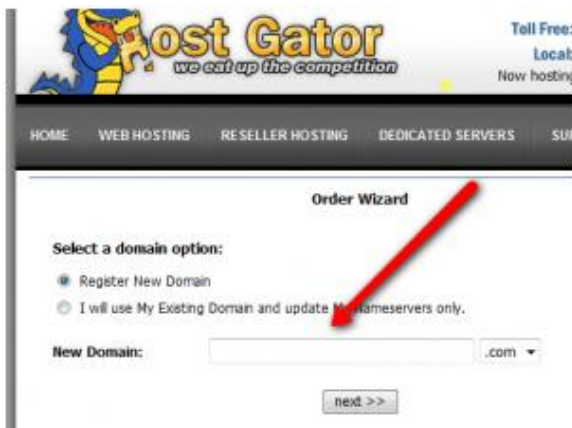 Host Gator
we eat up the competition
Toll Free:
Local:
Now hosting
HOME WEB HOSTING RESELLER HOSTING DEDICATED SERVERS SU
Order Wizard
Select a domain option:
Register New Domain
I will use My Existing Domain and update My Nameservers only.
New Domain: .com
next >>